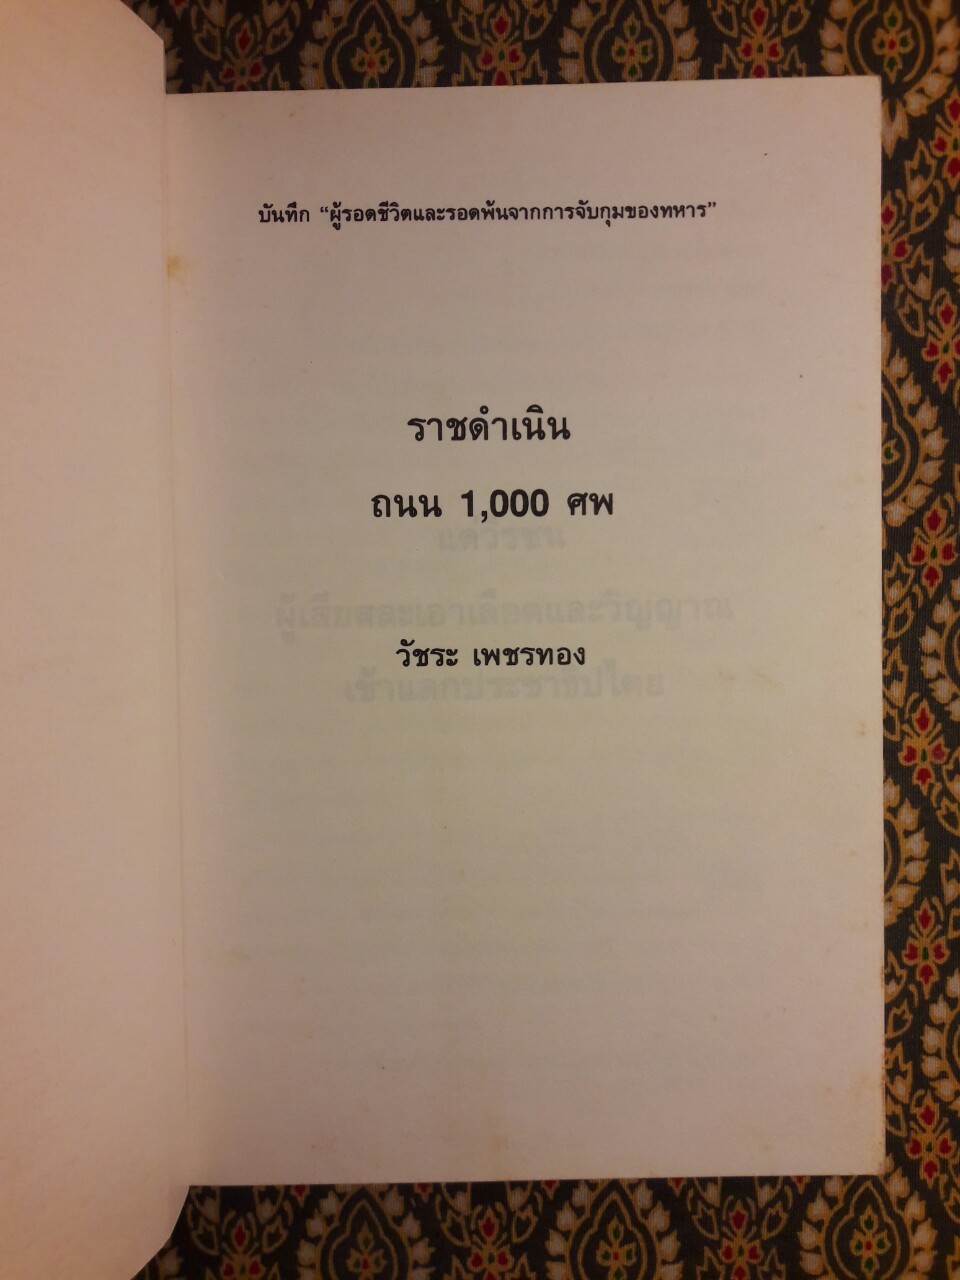 บันทึก “ผู้รอดชีวิตและรอดพ้นจากการจับกุมของทหาร”
ราชดำเนิน
ถนน 1,000 ศพ
วัชระ เพชรทอง